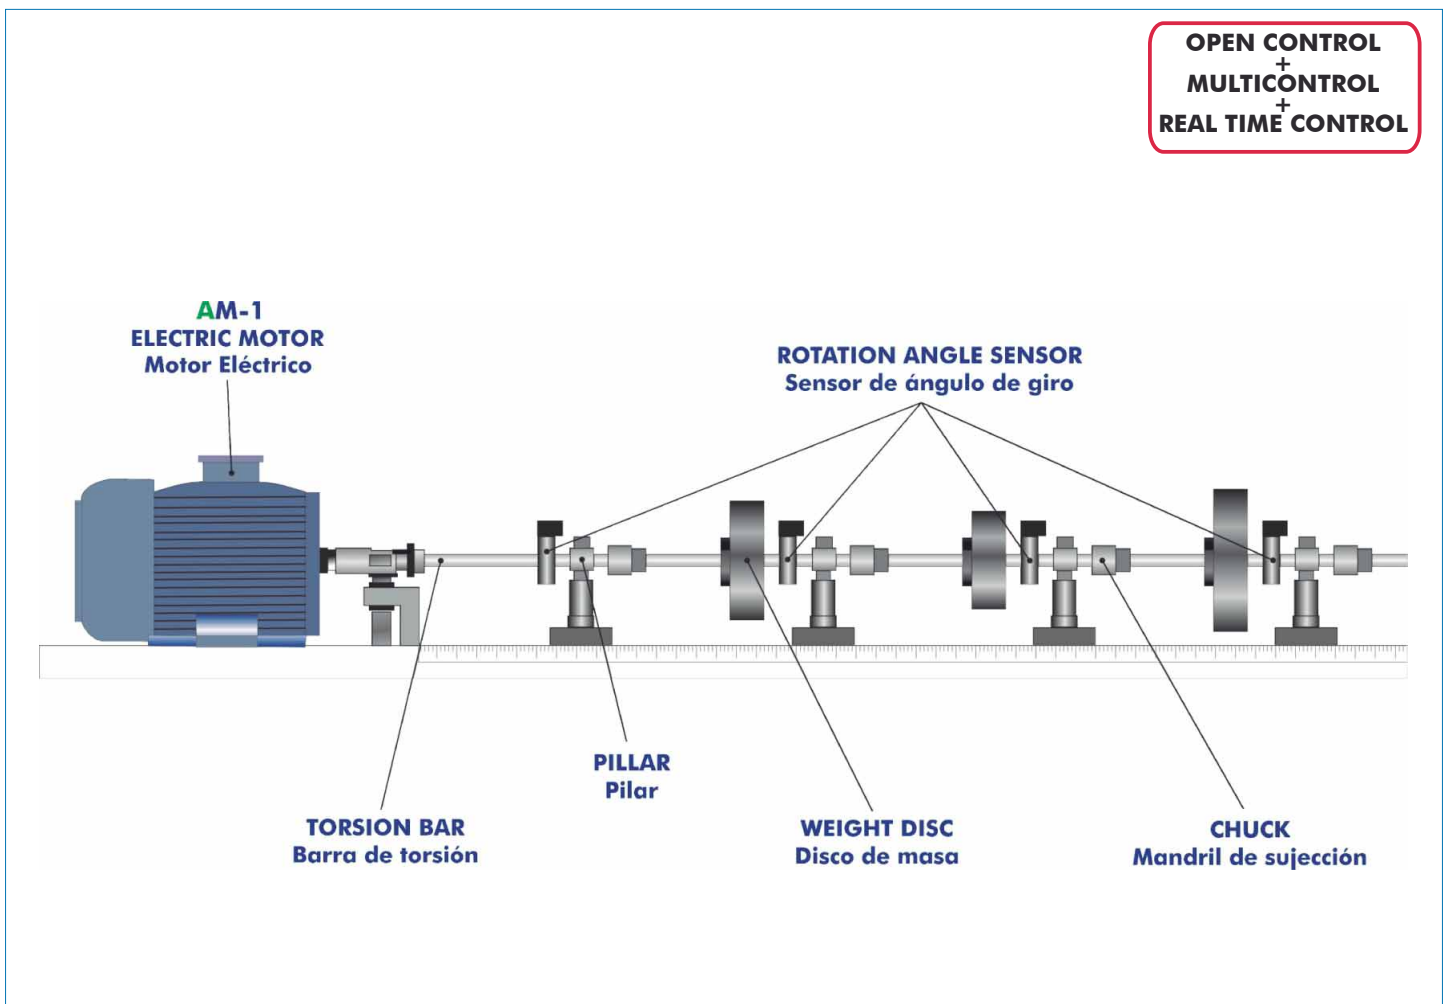 OPEN CONTROL
+
MULTICONTROL
+
REAL TIME CONTROL
AM-1
ELECTRIC MOTOR
Motor Eléctrico
ROTATION ANGLE SENSOR
Sensor de ángulo de giro
PILLAR
Pilar
TORSION BAR
Barra de torsión
WEIGHT DISC
Disco de masa
CHUCK
Mandril de sujección